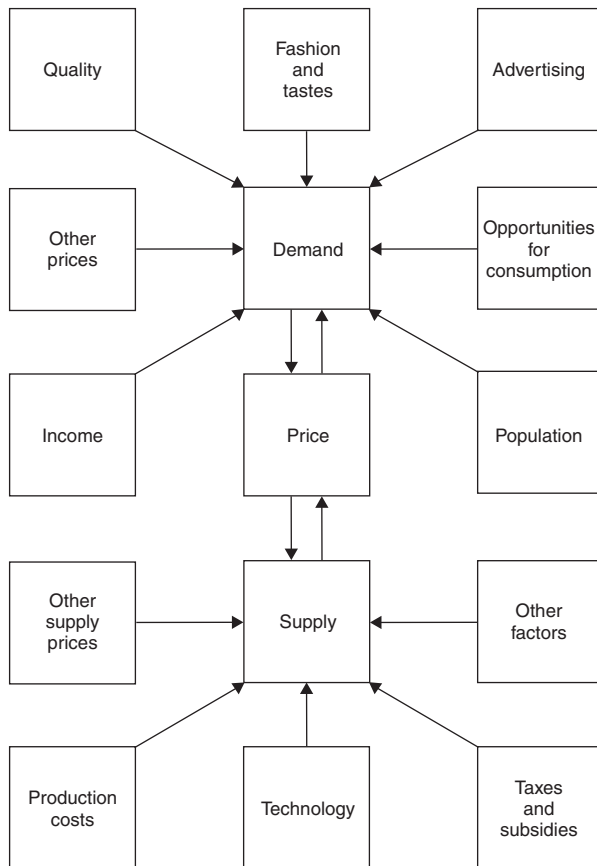 Quality
Fashion
and
tastes
Advertising
Other
prices
Demand
Opportunities
for
consumption
Income
Price
Population
Other
supply
prices
Supply
Other
factors
Production
costs
Technology
Taxes
and
subsidies